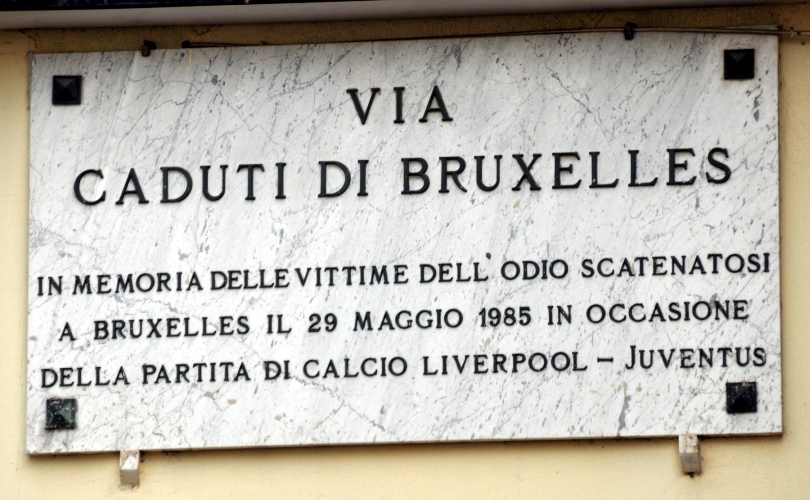 VIA
CADUTI DI BRUXELLES
IN MEMORIA DELLE VITTIME DELL'ODIO SCATENATOSI
A BRUXELLES IL 29 MAGGIO 1985 IN OCCASIONE
DELLA PARTITA DI CALCIO LIVERPOOL - JUVENTUS